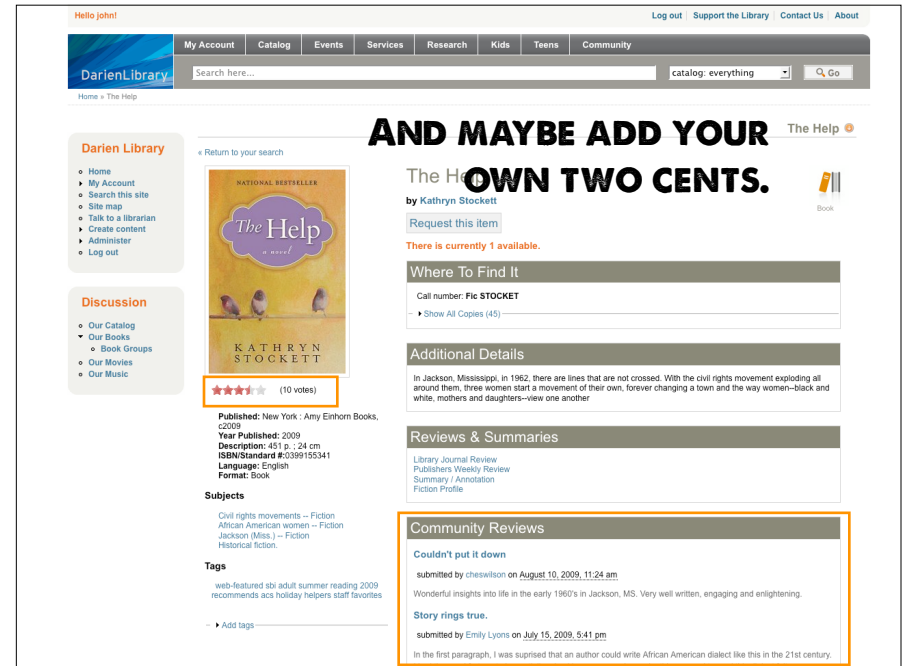 Hello john!
Log out | Support the Library | Contact Us | About
My Account | Catalog | Events | Services | Research | Kids | Teens | Community
DarienLibrary
Search here...
catalog: everything
Go
Home » The Help
AND MAYBE ADD YOUR
OWN TWO CENTS.
The Help
Darien Library
Home
My Account
Search this site
Site map
Talk to a librarian
Create content
Administer
Log out
Discussion
Our Catalog
Our Books
Book Groups
Our Movies
Our Music
« Return to your search
NATIONAL BESTSELLER
The Help
a novel
KATHRYN
STOCKETT
(10 votes)
Published: New York : Amy Einhorn Books,
c2009
Year Published: 2009
Description: 451 p. ; 24 cm
ISBN/Standard #:0399155341
Language: English
Format: Book
Subjects
Civil rights movements -- Fiction
African American women -- Fiction
Jackson (Miss.) -- Fiction
Historical fiction.
Tags
web-featured sbi adult summer reading 2009
recommends acs holiday helpers staff favorites
Add tags
The He
by Kathryn Stockett
Book
Request this item
There is currently 1 available.
Where To Find It
Call number: Fic STOCKET
Show All Copies (45)
Additional Details
In Jackson, Mississippi, in 1962, there are lines that are not crossed. With the civil rights movement exploding all
around them, three women start a movement of their own, forever changing a town and the way women--black and
white, mothers and daughters--view one another
Reviews & Summaries
Library Journal Review
Publishers Weekly Review
Summary / Annotation
Fiction Profile
Community Reviews
Couldn't put it down
submitted by cheswilson on August 10, 2009, 11:24 am
Wonderful insights into life in the early 1960's in Jackson, MS. Very well written, engaging and enlightening.
Story rings true.
submitted by Emily Lyons on July 15, 2009, 5:41 pm
In the first paragraph, I was suprised that an author could write African American dialect like this in the 21st century.